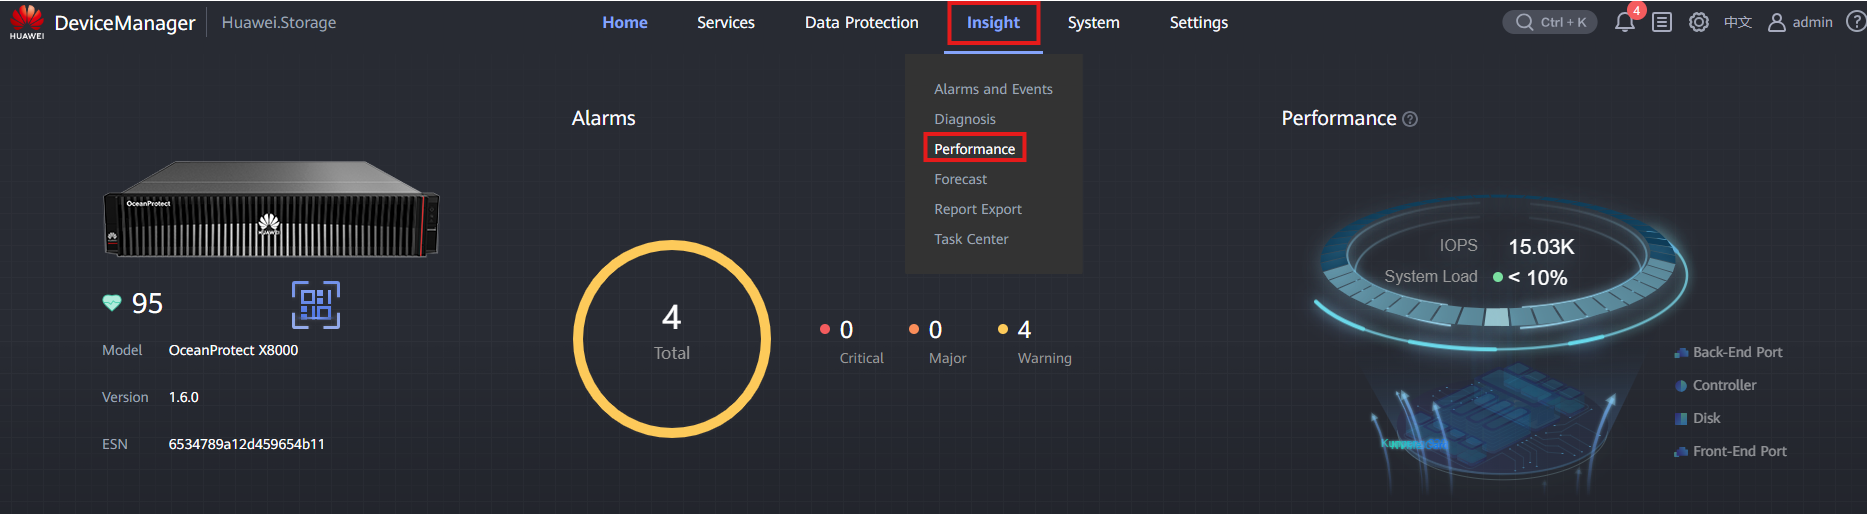 HUAWEI
DeviceManager
Huawei.Storage
Home
Services
Data Protection
Insight
System
Settings
Ctrl + K
4
中文
admin
?
Alarms and Events
Diagnosis
Performance
Forecast
Report Export
Task Center
OceanProtect
HUAWEI
95
Model OceanProtect X8000
Version 1.6.0
ESN 6534789a12d459654b11
Alarms
4
Total
0
Critical
0
Major
4
Warning
Performance ?
IOPS 15.03K
System Load < 10%
Back-End Port
Controller
Disk
Front-End Port